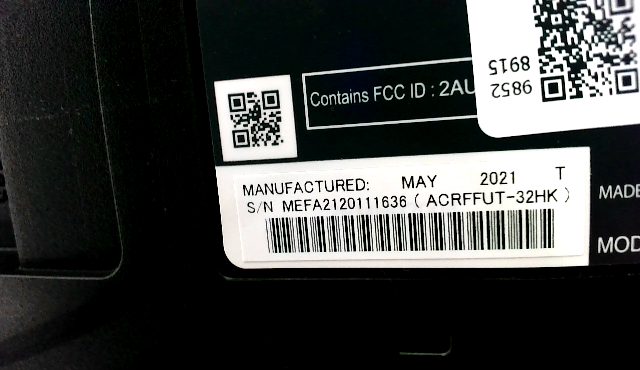 Contains FCC ID : 2AU
9852
8915
MANUFACTURED: MAY 2021 T
S/N MEFA2120111636 ( ACRFFUT-32HK )
MADE
MOD